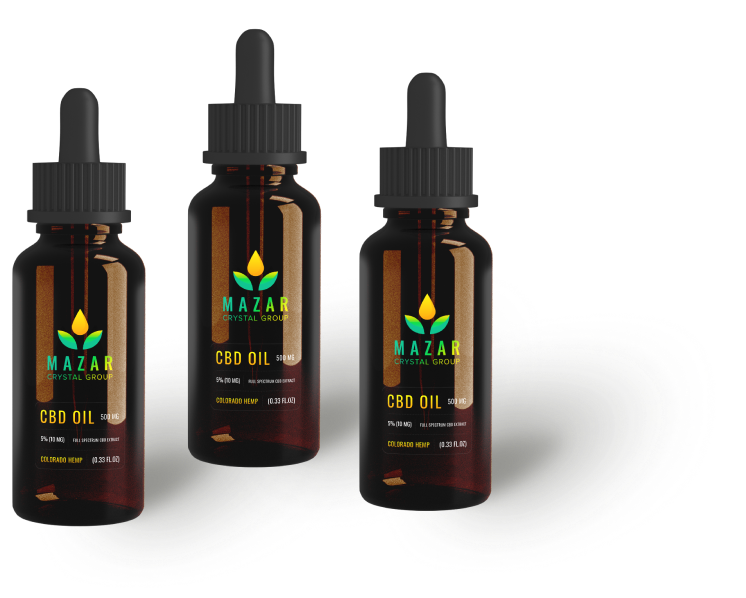 MAZAR
CRYSTAL GROUP
CBD OIL 500 MG
5% (10 MG) FULL SPECTRUM CBD EXTRACT
COLORADO HEMP (0.33 FL.OZ)
MAZAR
CRYSTAL GROUP
CBD OIL 500 MG
5% (10 MG) FULL SPECTRUM CBD EXTRACT
COLORADO HEMP (0.33 FL.OZ)
MAZAR
CRYSTAL GROUP
CBD OIL 500 MG
5% (10 MG) FULL SPECTRUM CBD EXTRACT
COLORADO HEMP (0.33 FL.OZ)